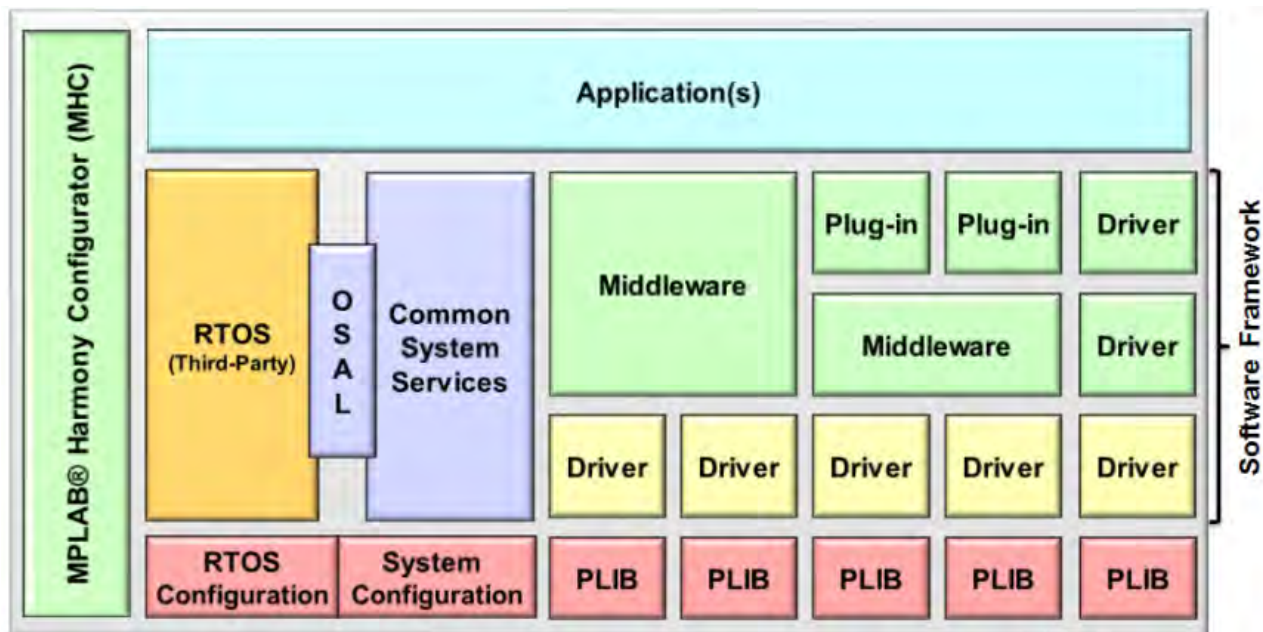 MPLAB® Harmony Configurator (MHC)
Application(s)
RTOS
(Third-Party)
O
S
A
L
Common
System
Services
Middleware
Plug-in
Plug-in
Driver
Middleware
Driver
Driver
Driver
Driver
Driver
Driver
Software Framework
RTOS
Configuration
System
Configuration
PLIB
PLIB
PLIB
PLIB
PLIB